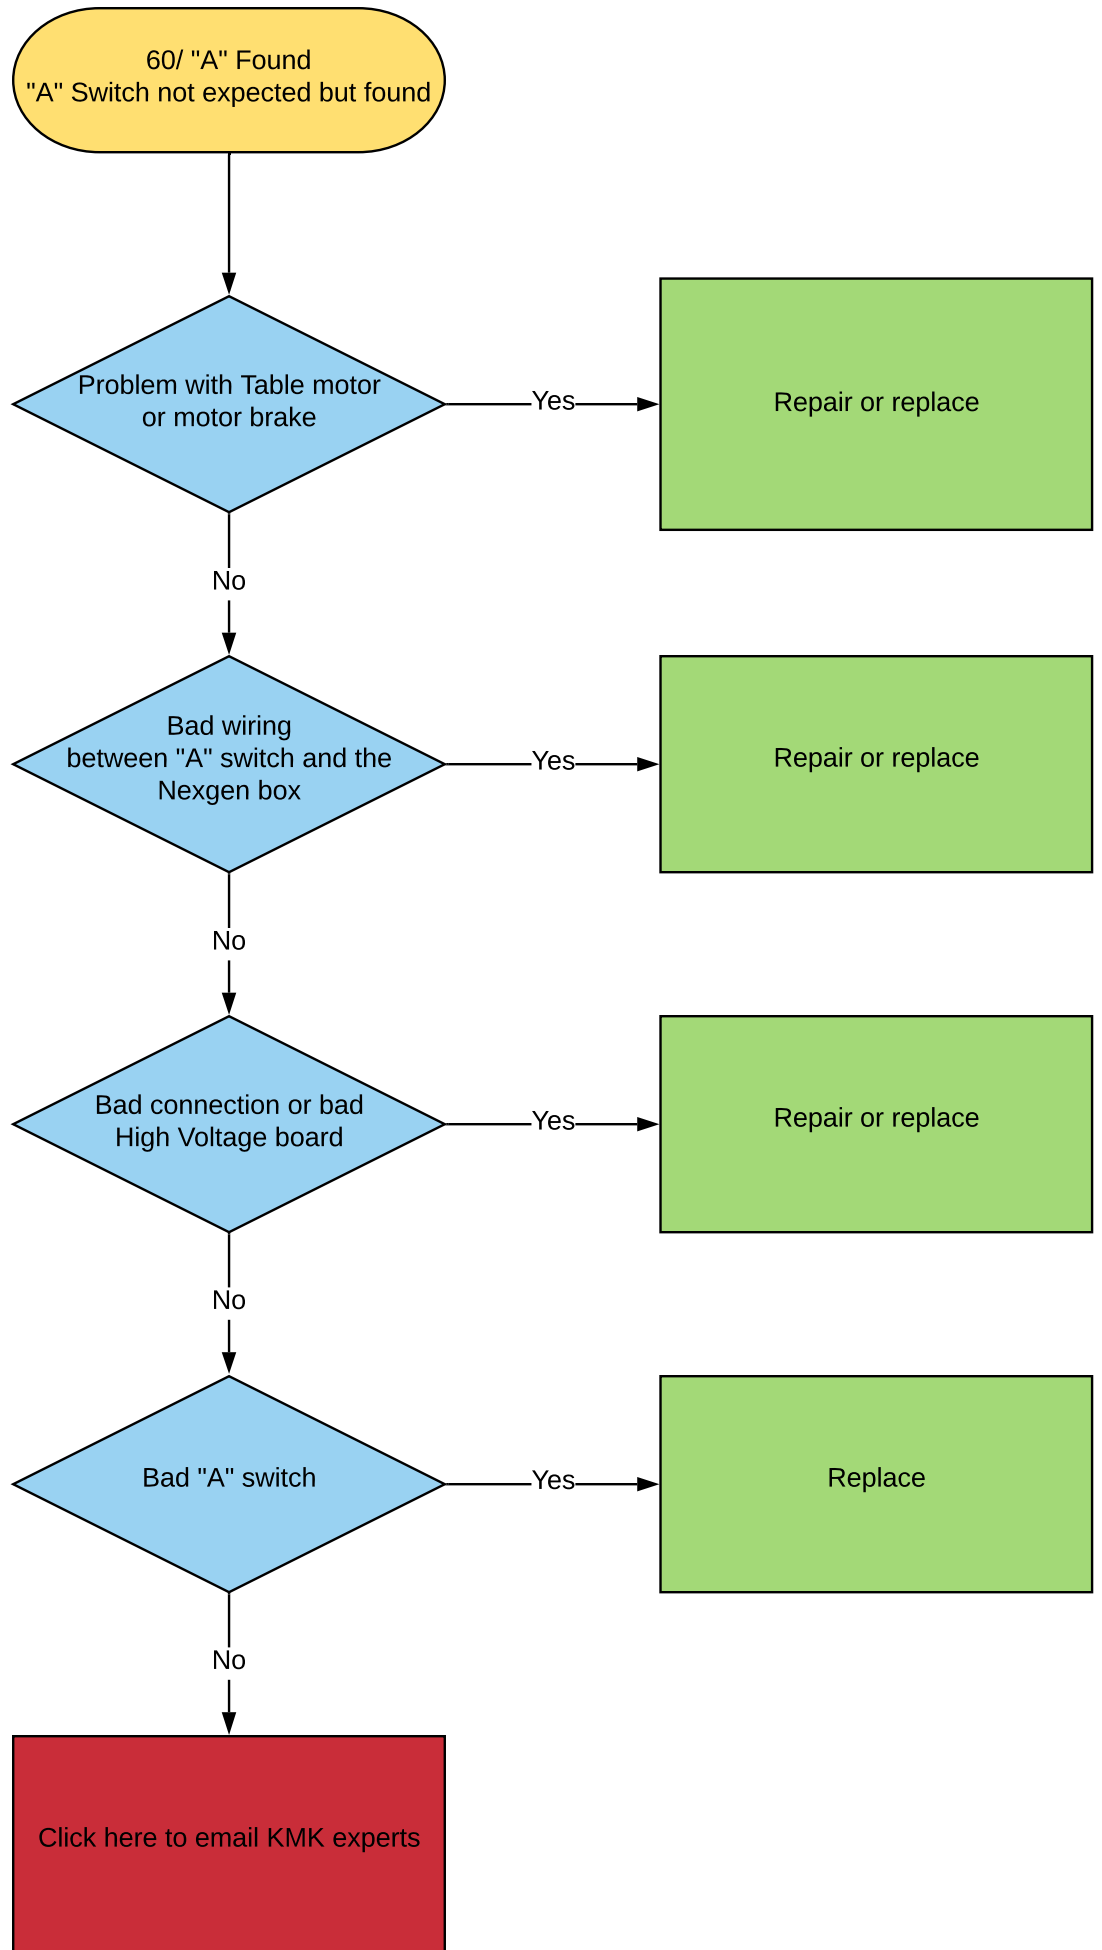 60/ "A" Found
"A" Switch not expected but found
Problem with Table motor
or motor brake
Yes
Repair or replace
No
Bad wiring
between "A" switch and the
Nexgen box
Yes
Repair or replace
No
Bad connection or bad
High Voltage board
Yes
Repair or replace
No
Bad "A" switch
Yes
Replace
No
Click here to email KMK experts